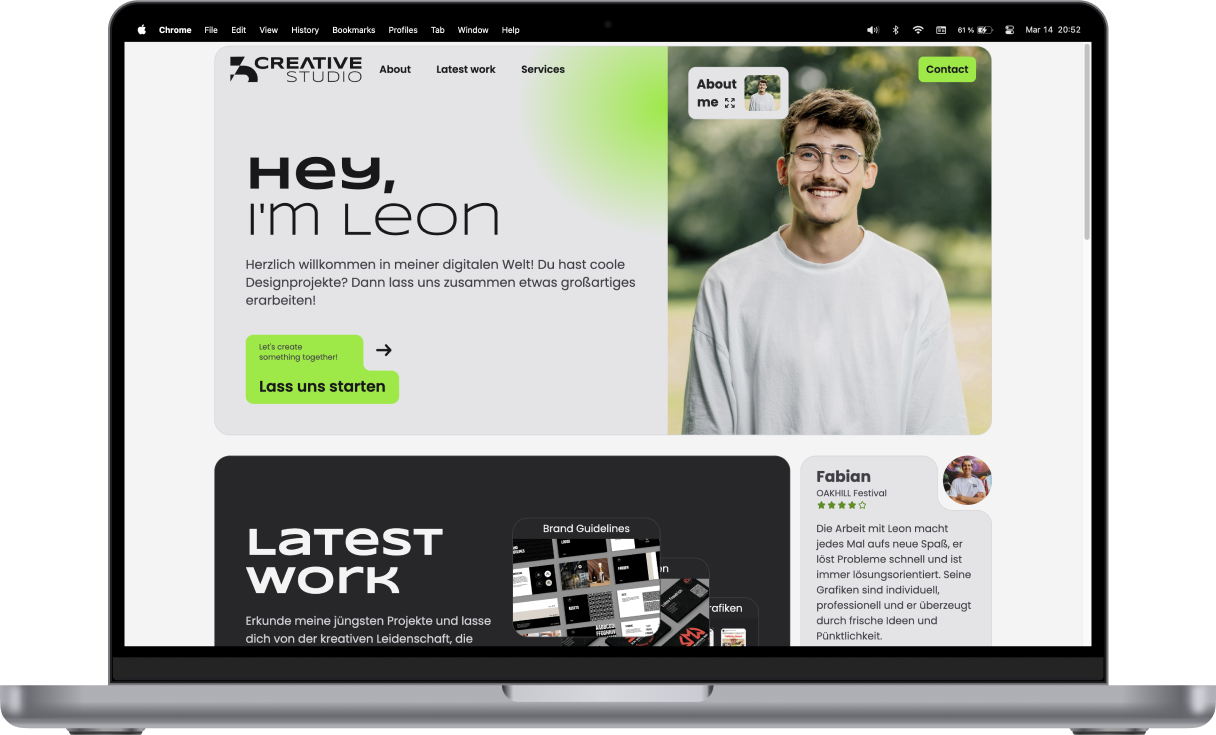 Chrome File Edit View History Bookmarks Profiles Tab Window Help
61 % Mar 14 20:52
CREATIVE
STUDIO
About Latest work Services
Contact
About
me
Hey,
I'm Leon
Herzlich willkommen in meiner digitalen Welt! Du hast coole
Designprojekte? Dann lass uns zusammen etwas großartiges
erarbeiten!
Let's create
something together!
Lass uns starten
Latest
work
Erkunde meine jüngsten Projekte und lasse
dich von der kreativen Leidenschaft, die
Brand Guidelines
on
rafiken
Fabian
OAKHILL Festival
Die Arbeit mit Leon macht
jedes Mal aufs neue Spaß, er
löst Probleme schnell und ist
immer lösungsorientiert. Seine
Grafiken sind individuell,
professionell und er überzeugt
durch frische Ideen und
Pünktlichkeit.